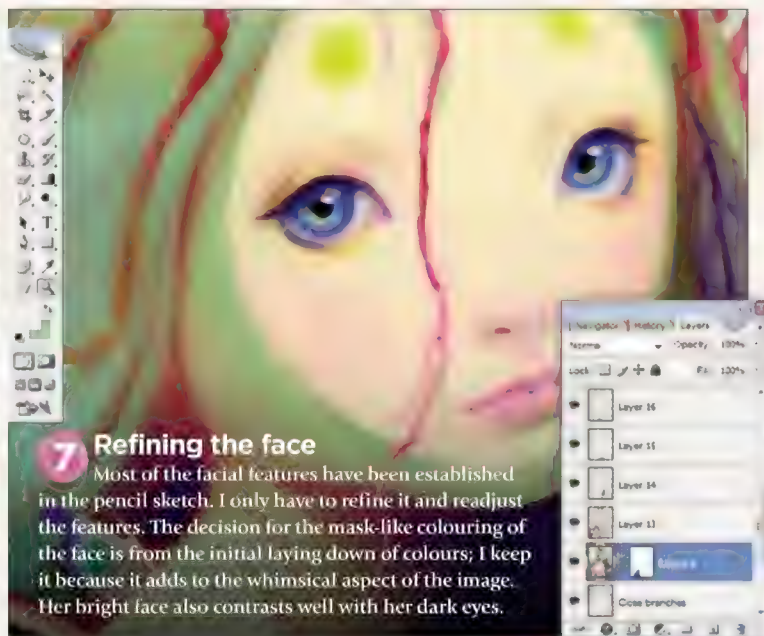 7 Refining the face
Most of the facial features have been established
in the pencil sketch. I only have to refine it and readjust
the features. The decision for the mask-like colouring of
the face is from the initial laying down of colours; I keep
it because it adds to the whimsical aspect of the image.
Her bright face also contrasts well with her dark eyes.
Navigator History Layers
Normal Opacity: 100%
Lock: Fill: 100%
Layer 16
Layer 15
Layer 14
Layer 13
Close branches